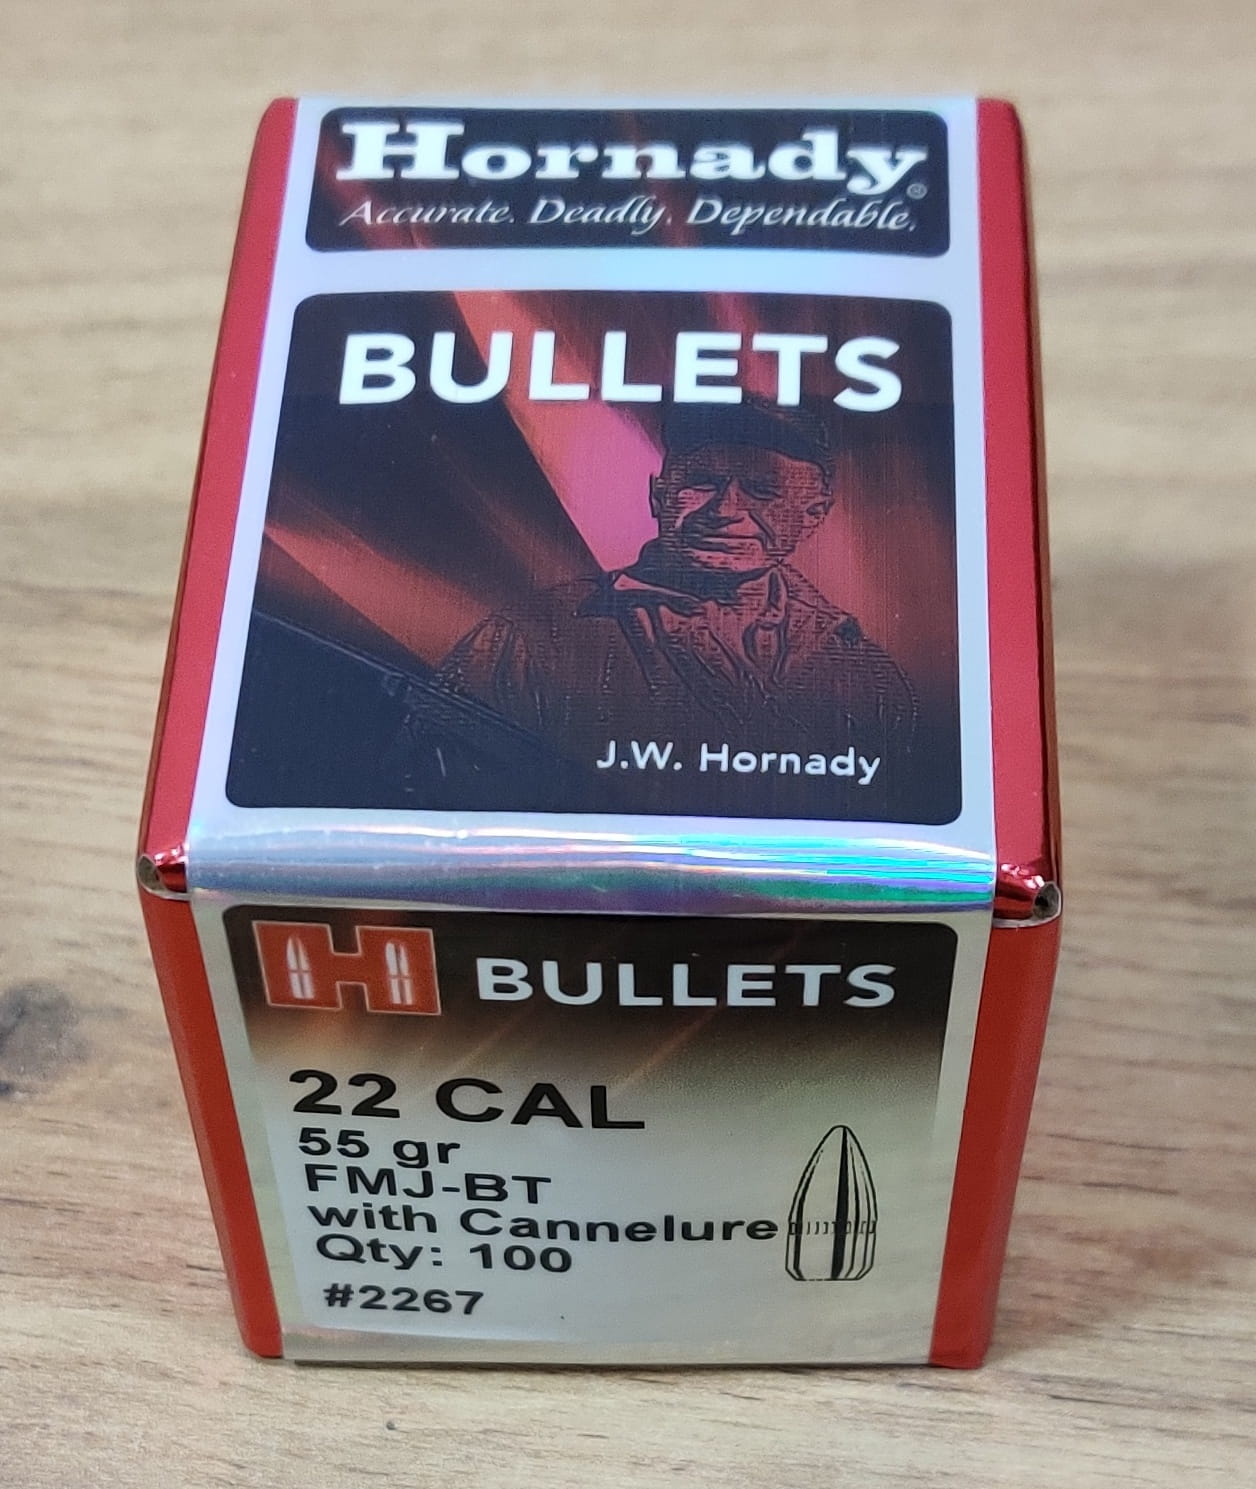 Hornady®
Accurate. Deadly. Dependable.
BULLETS
J.W. Hornady
H BULLETS
22 CAL
55 gr
FMJ-BT
with Cannelure
Qty: 100
#2267